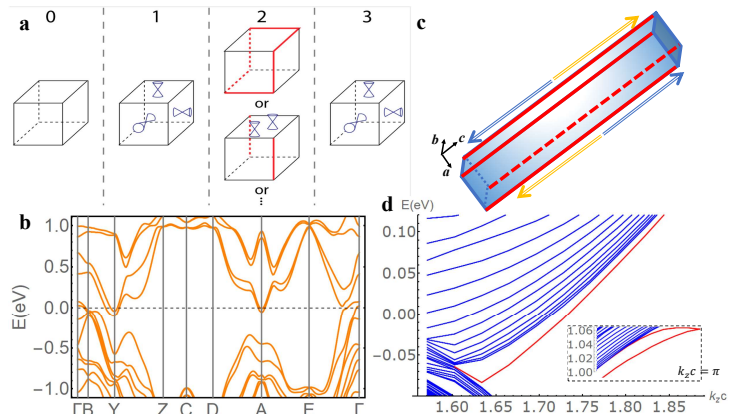 a
0 1 2 3
or
or
b
E(eV)
1.0
0.5
0.0
−0.5
−1.0
Γ B Y Z C D A E Γ
c
b
c
a
d
E(eV)
0.10
0.05
0.00
−0.05
1.60 1.65 1.70 1.75 1.80 1.85 k_z c
1.06
1.04
1.02
1.00
k_z c = π